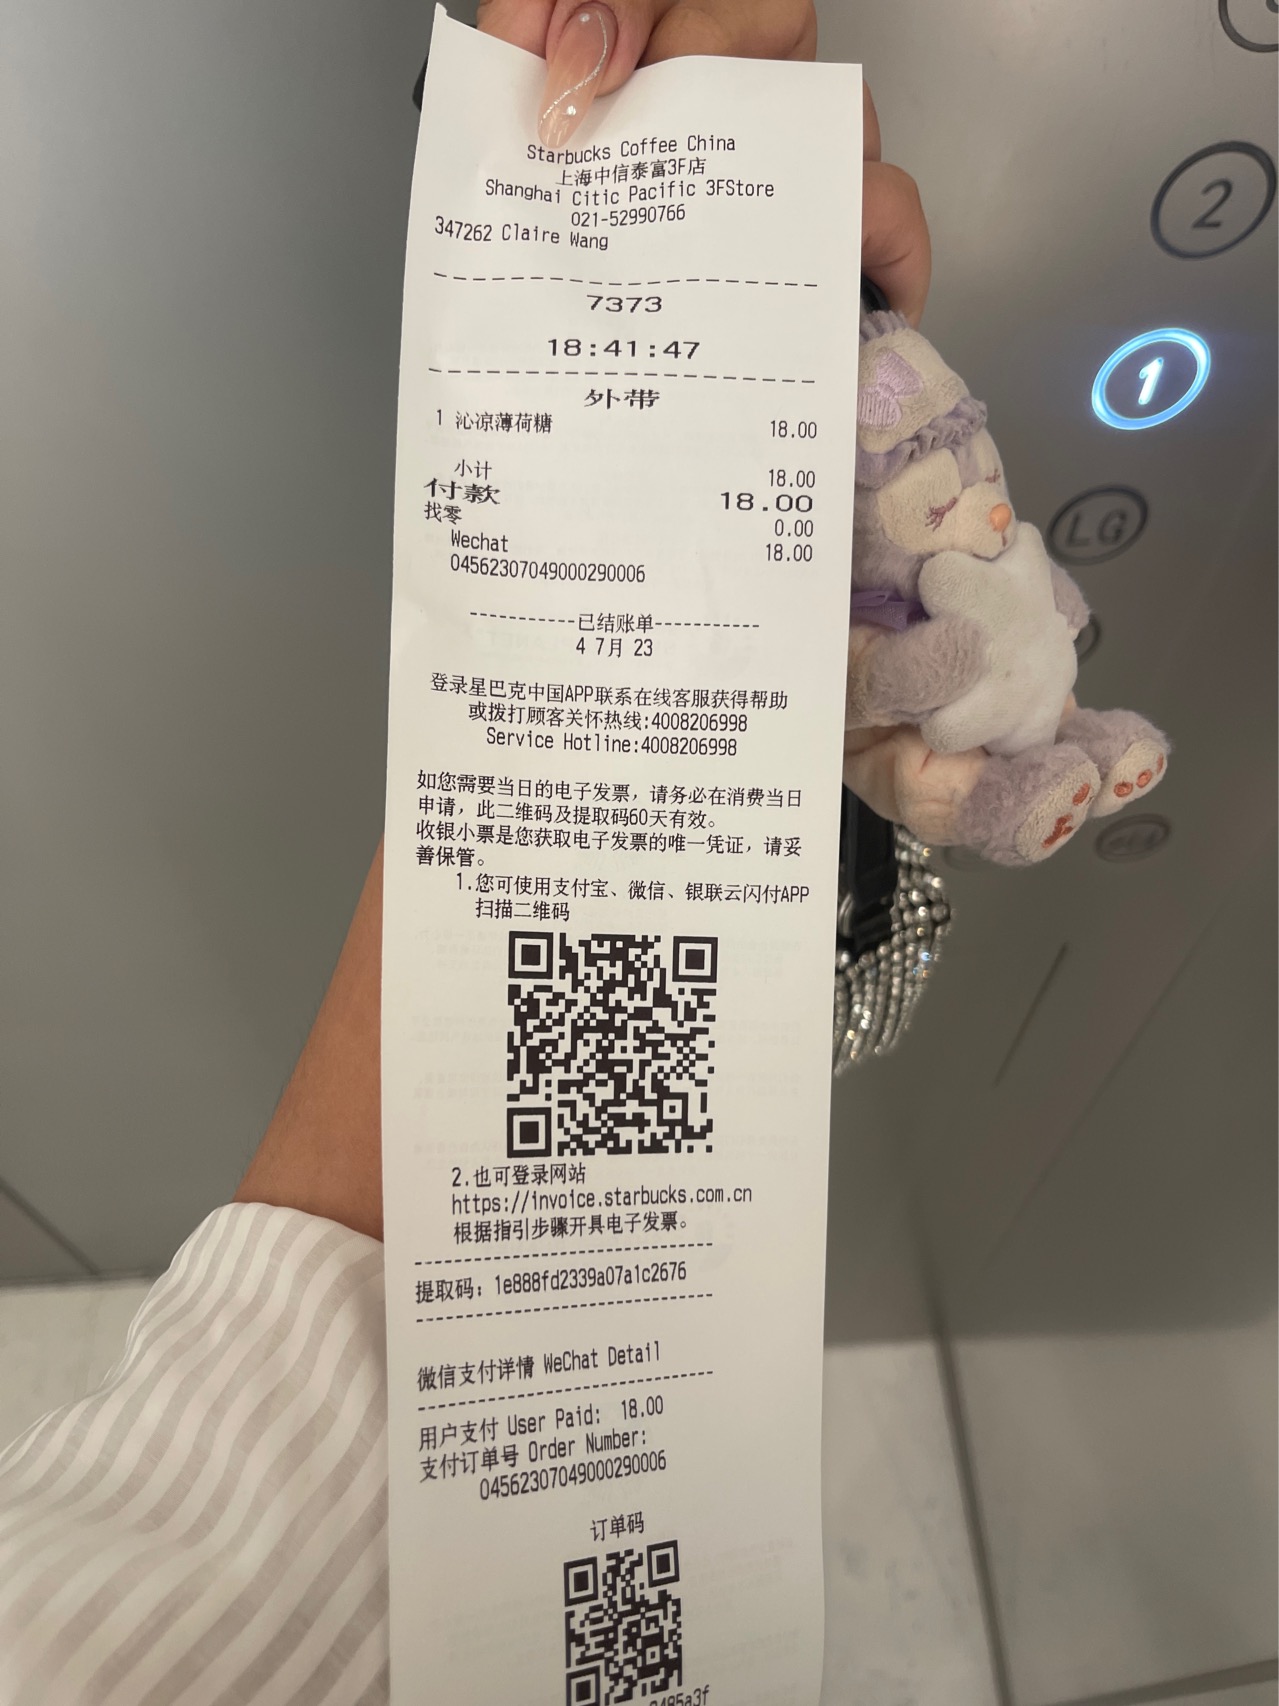 Starbucks Coffee China
上海中信泰富3F店
Shanghai Citic Pacific 3FStore
021-52990766
347262 Claire Wang
7373
18:41:47
外带
1 沁凉薄荷糖 18.00
小计 18.00
付款 18.00
找零 0.00
Wechat 18.00
04562307049000290006
-----------已结账单-----------
4 7月 23
登录星巴克中国APP联系在线客服获得帮助
或拨打顾客关怀热线:4008206998
Service Hotline:4008206998
如您需要当日的电子发票，请务必在消费当日
申请，此二维码及提取码60天有效。
收银小票是您获取电子发票的唯一凭证，请妥
善保管。
1.您可使用支付宝、微信、银联云闪付APP
扫描二维码
2.也可登录网站
https://invoice.starbucks.com.cn
根据指引步骤开具电子发票。
提取码：1e888fd2339a07a1c2676
微信支付详情 WeChat Detail
用户支付 User Paid: 18.00
支付订单号 Order Number:
04562307049000290006
订单码
2
1
LG